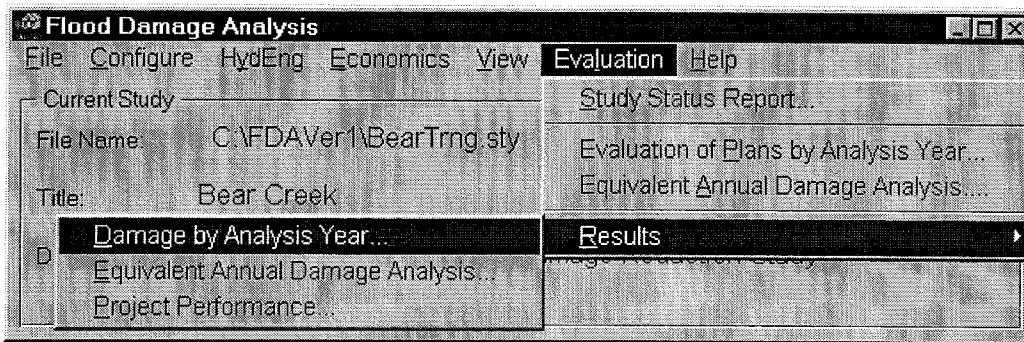 Flood Damage Analysis
File Configure HydEng Economics View Evaluation Help
Current Study
File Name: C:\FDAVer1\BearTrng.sty
Title: Bear Creek
D
Study Status Report...
Evaluation of Plans by Analysis Year...
Equivalent Annual Damage Analysis....
Results
Damage by Analysis Year...
Equivalent Annual Damage Analysis...
Project Performance...